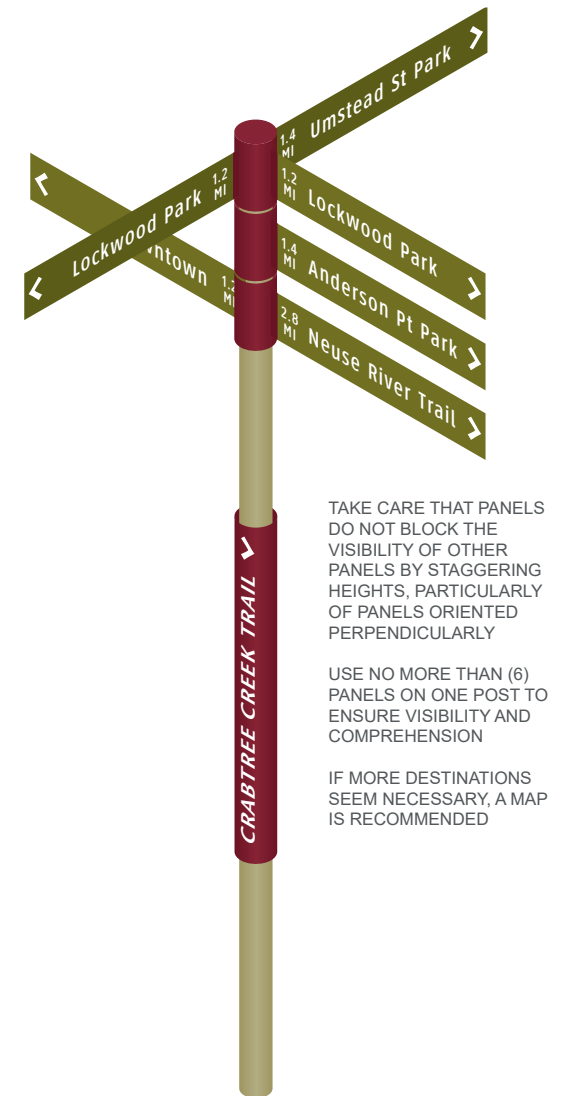 1.4 MI Umstead St Park
Lockwood Park 1.2 MI
1.2 MI Lockwood Park
1.4 MI Anderson Pt Park
MI
2.8 MI Neuse River Trail
CRABTREE CREEK TRAIL
TAKE CARE THAT PANELS
DO NOT BLOCK THE
VISIBILITY OF OTHER
PANELS BY STAGGERING
HEIGHTS, PARTICULARLY
OF PANELS ORIENTED
PERPENDICULARLY
USE NO MORE THAN (6)
PANELS ON ONE POST TO
ENSURE VISIBILITY AND
COMPREHENSION
IF MORE DESTINATIONS
SEEM NECESSARY, A MAP
IS RECOMMENDED